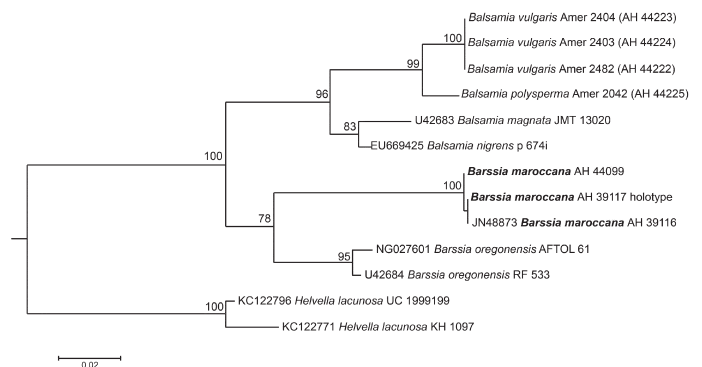 Balsamia vulgaris Amer 2404 (AH 44223)
100
Balsamia vulgaris Amer 2403 (AH 44224)
99
Balsamia vulgaris Amer 2482 (AH 44222)
96
Balsamia polysperma Amer 2042 (AH 44225)
U42683 Balsamia magnata JMT 13020
83
EU669425 Balsamia nigrens p 674i
100
Barssia maroccana AH 44099
100
Barssia maroccana AH 39117 holotype
78
JN48873 Barssia maroccana AH 39116
NG027601 Barssia oregonensis AFTOL 61
95
U42684 Barssia oregonensis RF 533
KC122796 Helvella lacunosa UC 1999199
100
KC122771 Helvella lacunosa KH 1097
0.02